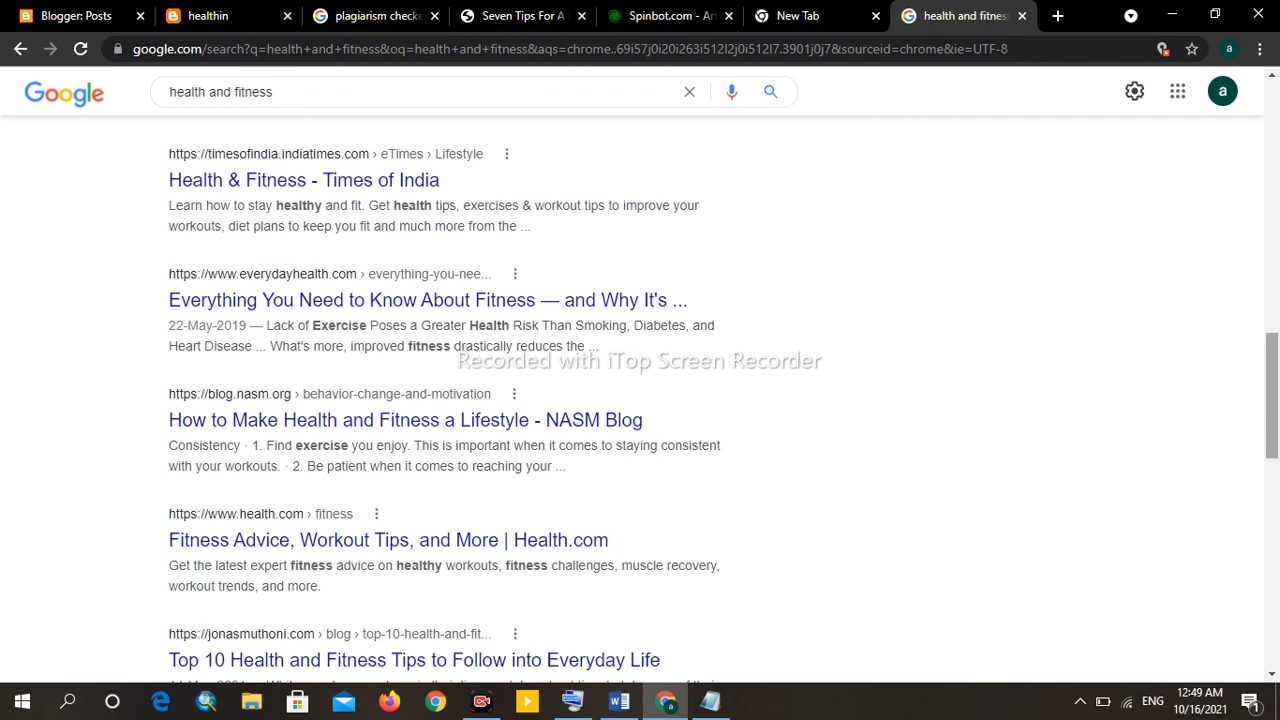 Blogger: Posts
healthin
plagiarism checke
Seven Tips For A
Spinbot.com - Art
New Tab
health and fitness
google.com/search?q=health+and+fitness&oq=health+and+fitness&aqs=chrome..69i57j0i20i263i512l2j0i512l7.3901j0j7&sourceid=chrome&ie=UTF-8
a
Google
health and fitness
a
https://timesofindia.indiatimes.com › eTimes › Lifestyle
Health & Fitness - Times of India
Learn how to stay healthy and fit. Get health tips, exercises & workout tips to improve your
workouts, diet plans to keep you fit and much more from the ...
https://www.everydayhealth.com › everything-you-nee...
Everything You Need to Know About Fitness — and Why It's ...
22-May-2019 — Lack of Exercise Poses a Greater Health Risk Than Smoking, Diabetes, and
Heart Disease ... What's more, improved fitness drastically reduces the ...
Recorded with iTop Screen Recorder
https://blog.nasm.org › behavior-change-and-motivation
How to Make Health and Fitness a Lifestyle - NASM Blog
Consistency · 1. Find exercise you enjoy. This is important when it comes to staying consistent
with your workouts. · 2. Be patient when it comes to reaching your ...
https://www.health.com › fitness
Fitness Advice, Workout Tips, and More | Health.com
Get the latest expert fitness advice on healthy workouts, fitness challenges, muscle recovery,
workout trends, and more.
https://jonasmuthoni.com › blog › top-10-health-and-fit...
Top 10 Health and Fitness Tips to Follow into Everyday Life
ENG
12:49 AM
10/16/2021